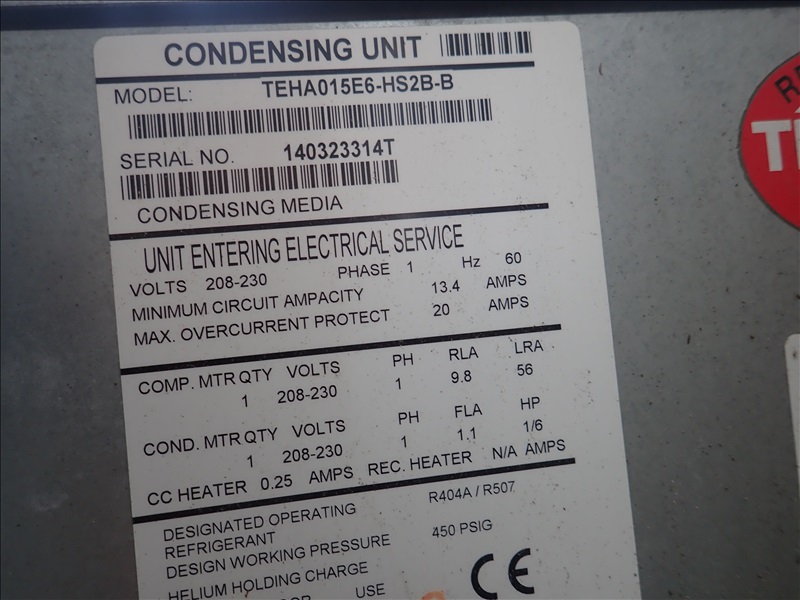 CONDENSING UNIT
MODEL: TEHA015E6-HS2B-B
SERIAL NO. 140323314T
CONDENSING MEDIA
UNIT ENTERING ELECTRICAL SERVICE
VOLTS 208-230 PHASE 1 Hz 60
MINIMUM CIRCUIT AMPACITY 13.4 AMPS
MAX. OVERCURRENT PROTECT 20 AMPS
COMP. MTR QTY VOLTS PH RLA LRA
1 208-230 1 9.8 56
COND. MTR QTY VOLTS PH FLA HP
1 208-230 1 1.1 1/6
CC HEATER 0.25 AMPS REC. HEATER N/A AMPS
DESIGNATED OPERATING REFRIGERANT R404A / R507
DESIGN WORKING PRESSURE 450 PSIG
HELIUM HOLDING CHARGE
USE
CE